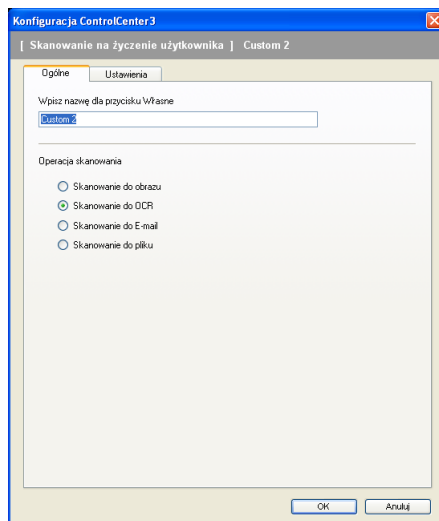 Konfiguracja ControlCenter3
[ Skanowanie na życzenie użytkownika ] Custom 2
Ogólne Ustawienia
Wpisz nazwę dla przycisku Własne
Custom 2
Operacja skanowania
Skanowanie do obrazu
Skanowanie do OCR
Skanowanie do E-mail
Skanowanie do pliku
OK Anuluj